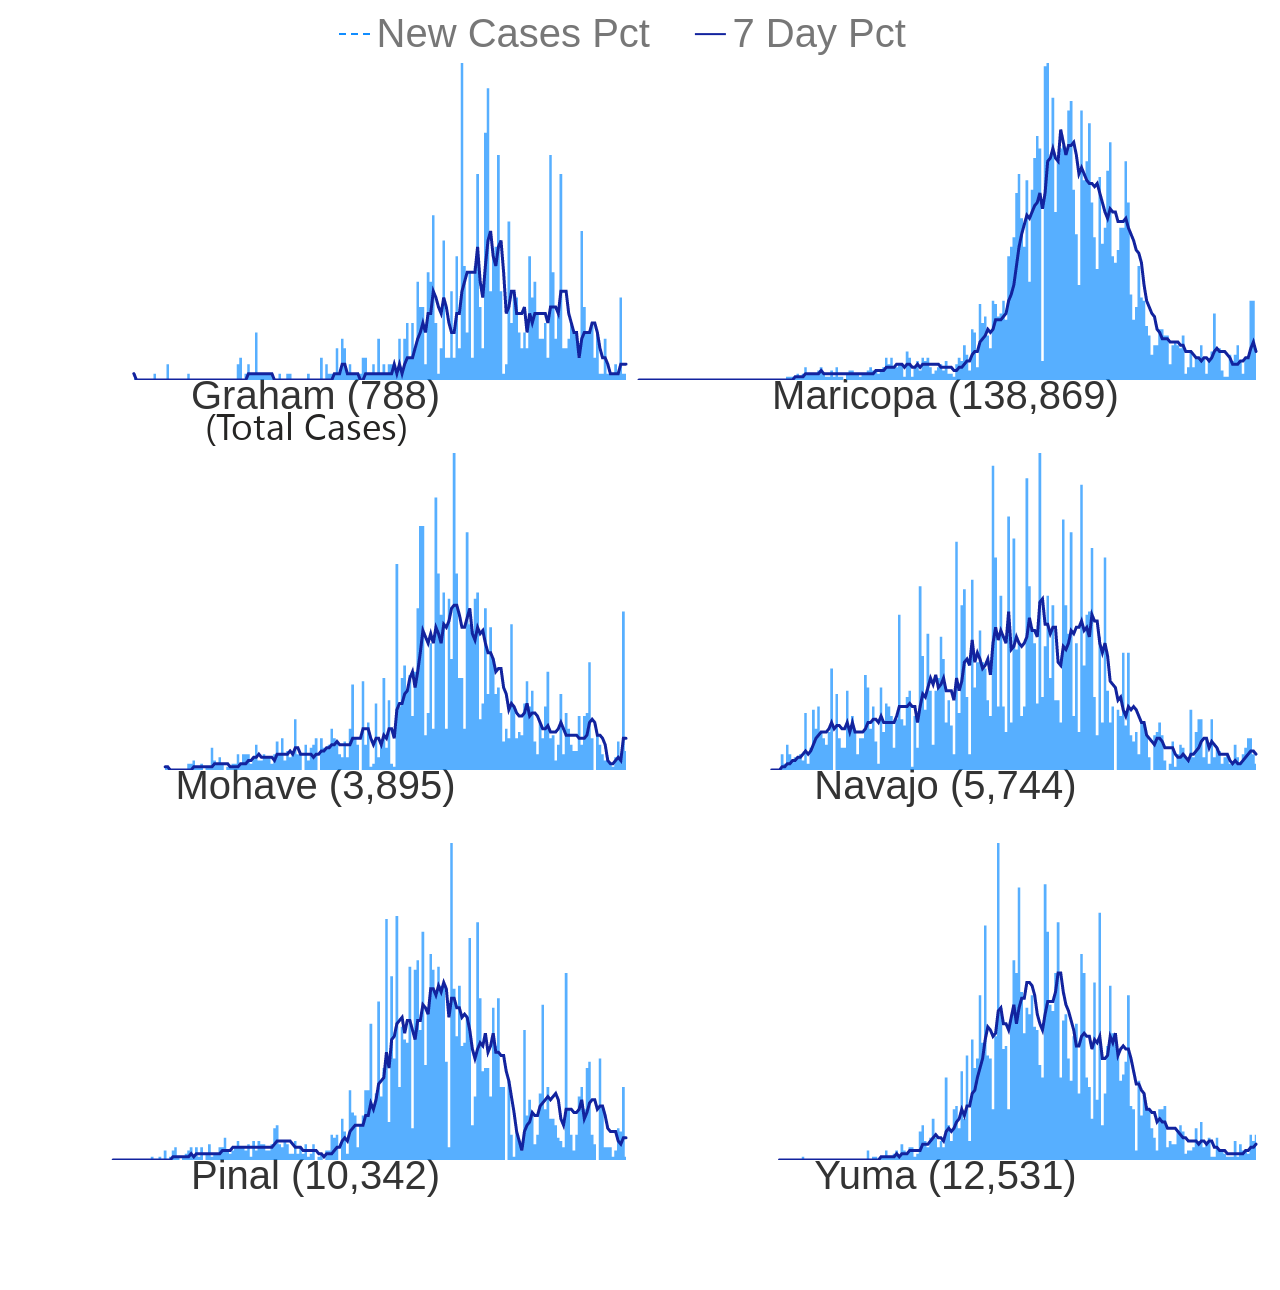 New Cases Pct 7 Day Pct
Graham (788) Maricopa (138,869)
(Total Cases)
Mohave (3,895) Navajo (5,744)
Pinal (10,342) Yuma (12,531)